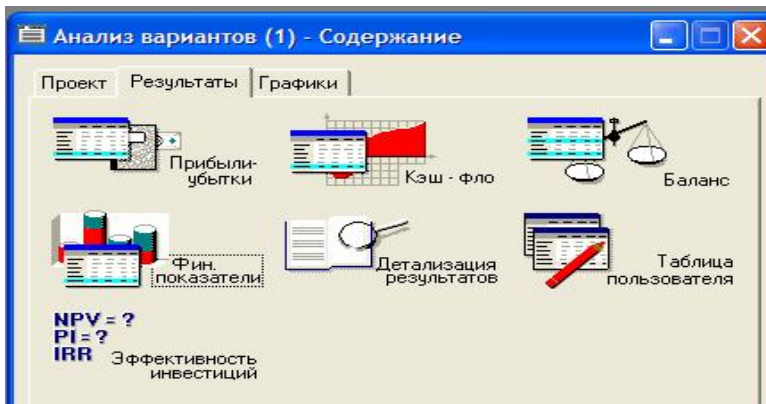 Анализ вариантов (1) - Содержание
Проект Результаты Графики
Прибыли-
убытки
Кэш - фло
Баланс
Фин.
показатели
Детализация
результатов
Таблица
пользователя
NPV = ?
PI = ?
IRR
Эффективность
инвестиций